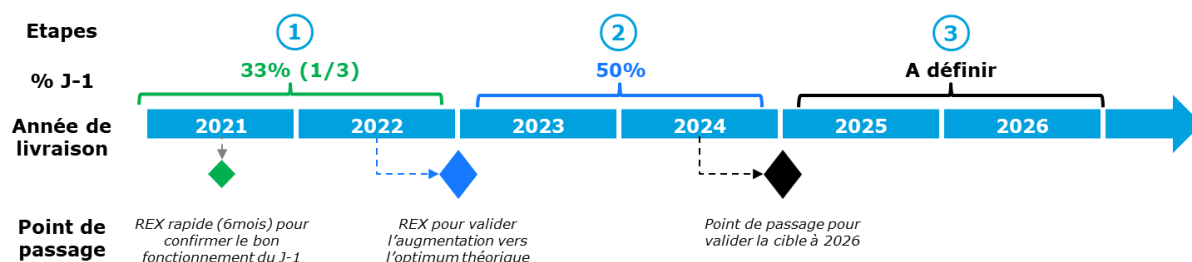 Etapes
1
2
3
% J-1
33% (1/3)
50%
A définir
Année de
livraison
2021
2022
2023
2024
2025
2026
Point de
passage
REX rapide (6mois) pour
confirmer le bon
fonctionnement du J-1
REX pour valider
l'augmentation vers
l'optimum théorique
Point de passage pour
valider la cible à 2026